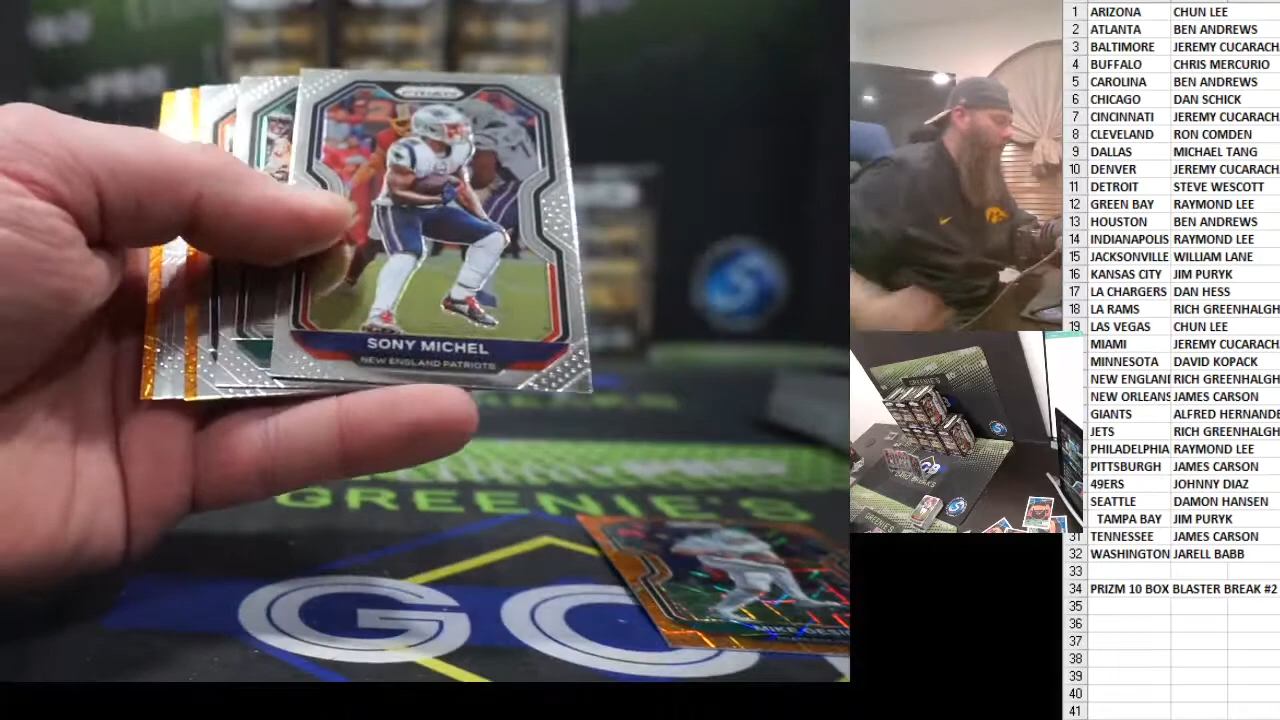 PRIZM
SONY MICHEL
NEW ENGLAND PATRIOTS
GREENIE'S
GC
MIKE GESI
1 ARIZONA CHUN LEE
2 ATLANTA BEN ANDREWS
3 BALTIMORE JEREMY CUCARACH
4 BUFFALO CHRIS MERCURIO
5 CAROLINA BEN ANDREWS
6 CHICAGO DAN SCHICK
7 CINCINNATI JEREMY CUCARACH
8 CLEVELAND RON COMDEN
9 DALLAS MICHAEL TANG
10 DENVER JEREMY CUCARACH
11 DETROIT STEVE WESCOTT
12 GREEN BAY RAYMOND LEE
13 HOUSTON BEN ANDREWS
14 INDIANAPOLIS RAYMOND LEE
15 JACKSONVILLE WILLIAM LANE
16 KANSAS CITY JIM PURYK
17 LA CHARGERS DAN HESS
18 LA RAMS RICH GREENHALGH
19 LAS VEGAS CHUN LEE
MIAMI JEREMY CUCARACH
MINNESOTA DAVID KOPACK
NEW ENGLAND RICH GREENHALGH
NEW ORLEANS JAMES CARSON
GIANTS ALFRED HERNANDE
JETS RICH GREENHALGH
PHILADELPHIA RAYMOND LEE
PITTSBURGH JAMES CARSON
49ERS JOHNNY DIAZ
SEATTLE DAMON HANSEN
TAMPA BAY JIM PURYK
31 TENNESSEE JAMES CARSON
32 WASHINGTON JARELL BABB
33
34 PRIZM 10 BOX BLASTER BREAK #2
35
36
37
38
39
40
41